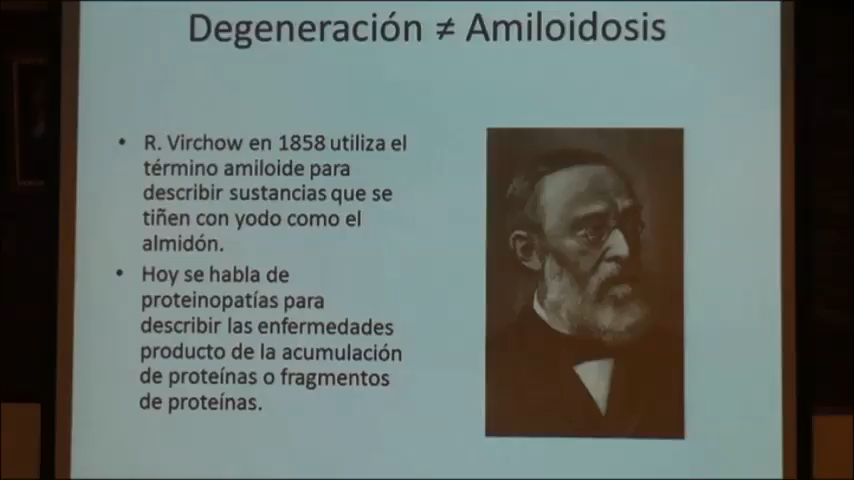 Degeneración ≠ Amiloidosis
• R. Virchow en 1858 utiliza el
término amiloide para
describir sustancias que se
tiñen con yodo como el
almidón.
• Hoy se habla de
proteinopatías para
describir las enfermedades
producto de la acumulación
de proteínas o fragmentos
de proteínas.